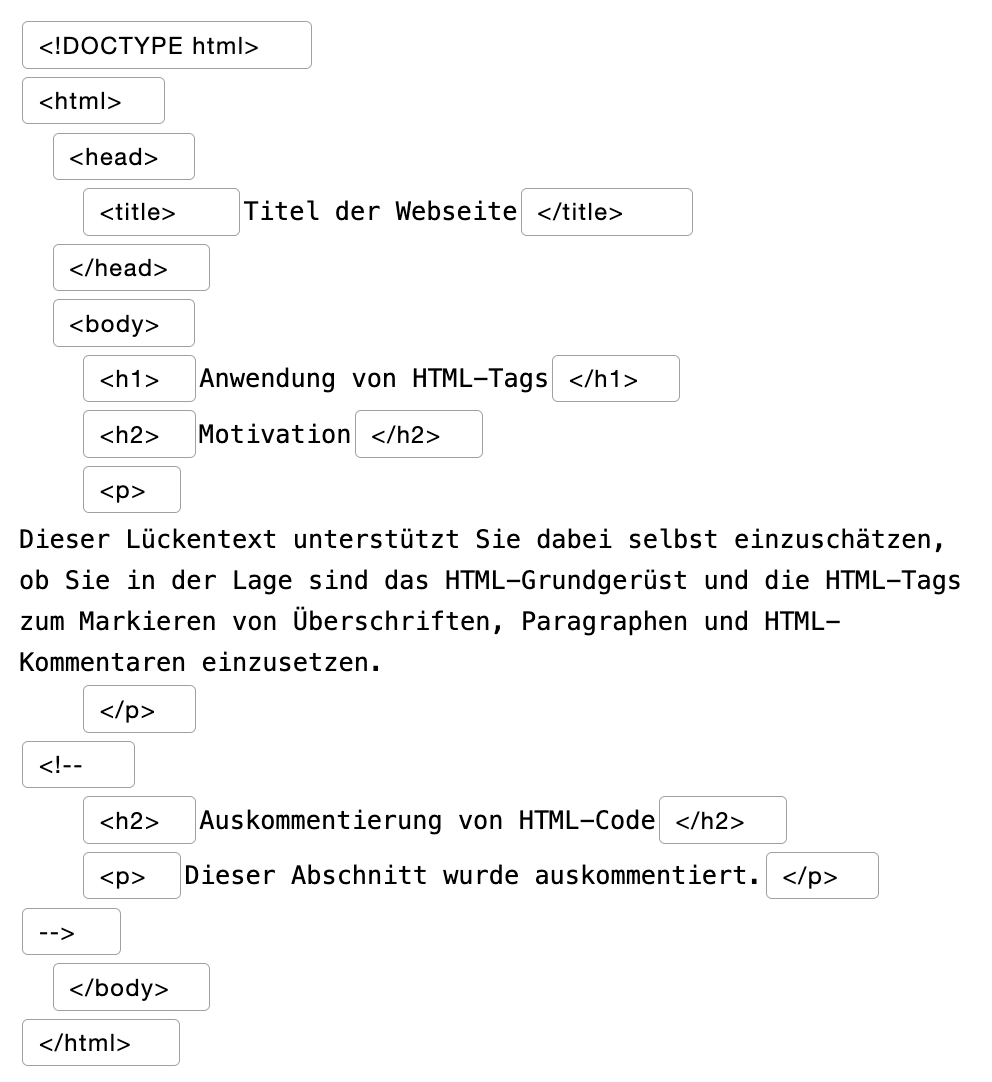 <!DOCTYPE html>
<html>
<head>
<title> Titel der Webseite </title>
</head>
<body>
<h1> Anwendung von HTML-Tags </h1>
<h2> Motivation </h2>
<p>
Dieser Lückentext unterstützt Sie dabei selbst einzuschätzen,
ob Sie in der Lage sind das HTML-Grundgerüst und die HTML-Tags
zum Markieren von Überschriften, Paragraphen und HTML-
Kommentaren einzusetzen.
</p>
<!--
<h2> Auskommentierung von HTML-Code </h2>
<p> Dieser Abschnitt wurde auskommentiert. </p>
-->
</body>
</html>